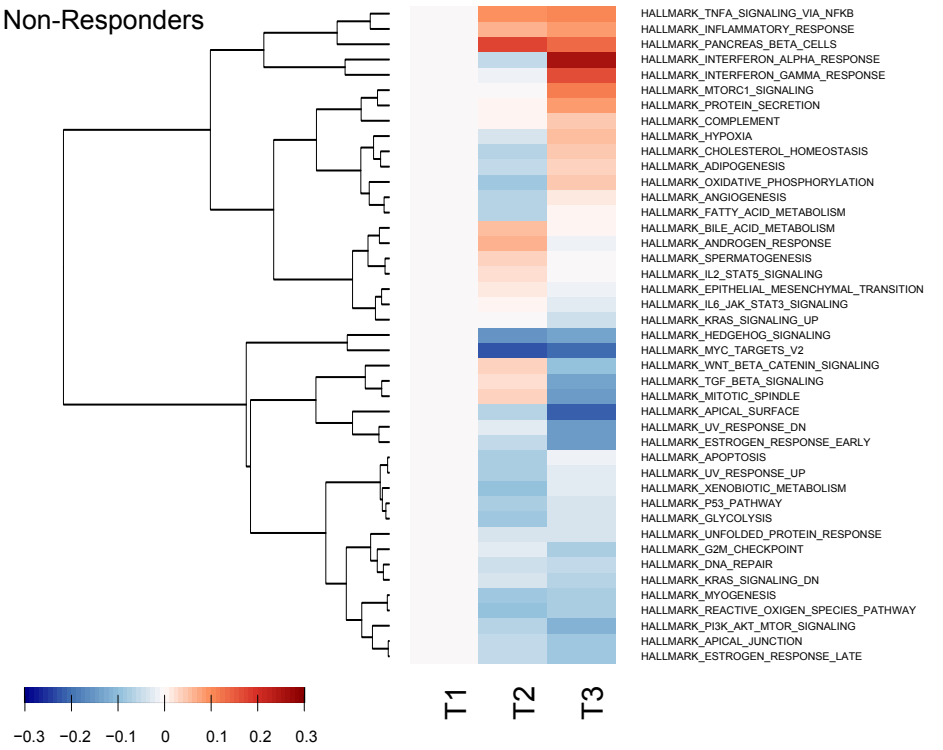 Non-Responders
HALLMARK_TNFA_SIGNALING_VIA_NFKB
HALLMARK_INFLAMMATORY_RESPONSE
HALLMARK_PANCREAS_BETA_CELLS
HALLMARK_INTERFERON_ALPHA_RESPONSE
HALLMARK_INTERFERON_GAMMA_RESPONSE
HALLMARK_MTORC1_SIGNALING
HALLMARK_PROTEIN_SECRETION
HALLMARK_COMPLEMENT
HALLMARK_HYPOXIA
HALLMARK_CHOLESTEROL_HOMEOSTASIS
HALLMARK_ADIPOGENESIS
HALLMARK_OXIDATIVE_PHOSPHORYLATION
HALLMARK_ANGIOGENESIS
HALLMARK_FATTY_ACID_METABOLISM
HALLMARK_BILE_ACID_METABOLISM
HALLMARK_ANDROGEN_RESPONSE
HALLMARK_SPERMATOGENESIS
HALLMARK_IL2_STAT5_SIGNALING
HALLMARK_EPITHELIAL_MESENCHYMAL_TRANSITION
HALLMARK_IL6_JAK_STAT3_SIGNALING
HALLMARK_KRAS_SIGNALING_UP
HALLMARK_HEDGEHOG_SIGNALING
HALLMARK_MYC_TARGETS_V2
HALLMARK_WNT_BETA_CATENIN_SIGNALING
HALLMARK_TGF_BETA_SIGNALING
HALLMARK_MITOTIC_SPINDLE
HALLMARK_APICAL_SURFACE
HALLMARK_UV_RESPONSE_DN
HALLMARK_ESTROGEN_RESPONSE_EARLY
HALLMARK_APOPTOSIS
HALLMARK_UV_RESPONSE_UP
HALLMARK_XENOBIOTIC_METABOLISM
HALLMARK_P53_PATHWAY
HALLMARK_GLYCOLYSIS
HALLMARK_UNFOLDED_PROTEIN_RESPONSE
HALLMARK_G2M_CHECKPOINT
HALLMARK_DNA_REPAIR
HALLMARK_KRAS_SIGNALING_DN
HALLMARK_MYOGENESIS
HALLMARK_REACTIVE_OXIGEN_SPECIES_PATHWAY
HALLMARK_PI3K_AKT_MTOR_SIGNALING
HALLMARK_APICAL_JUNCTION
HALLMARK_ESTROGEN_RESPONSE_LATE
T1 T2 T3
−0.3 −0.2 −0.1 0 0.1 0.2 0.3